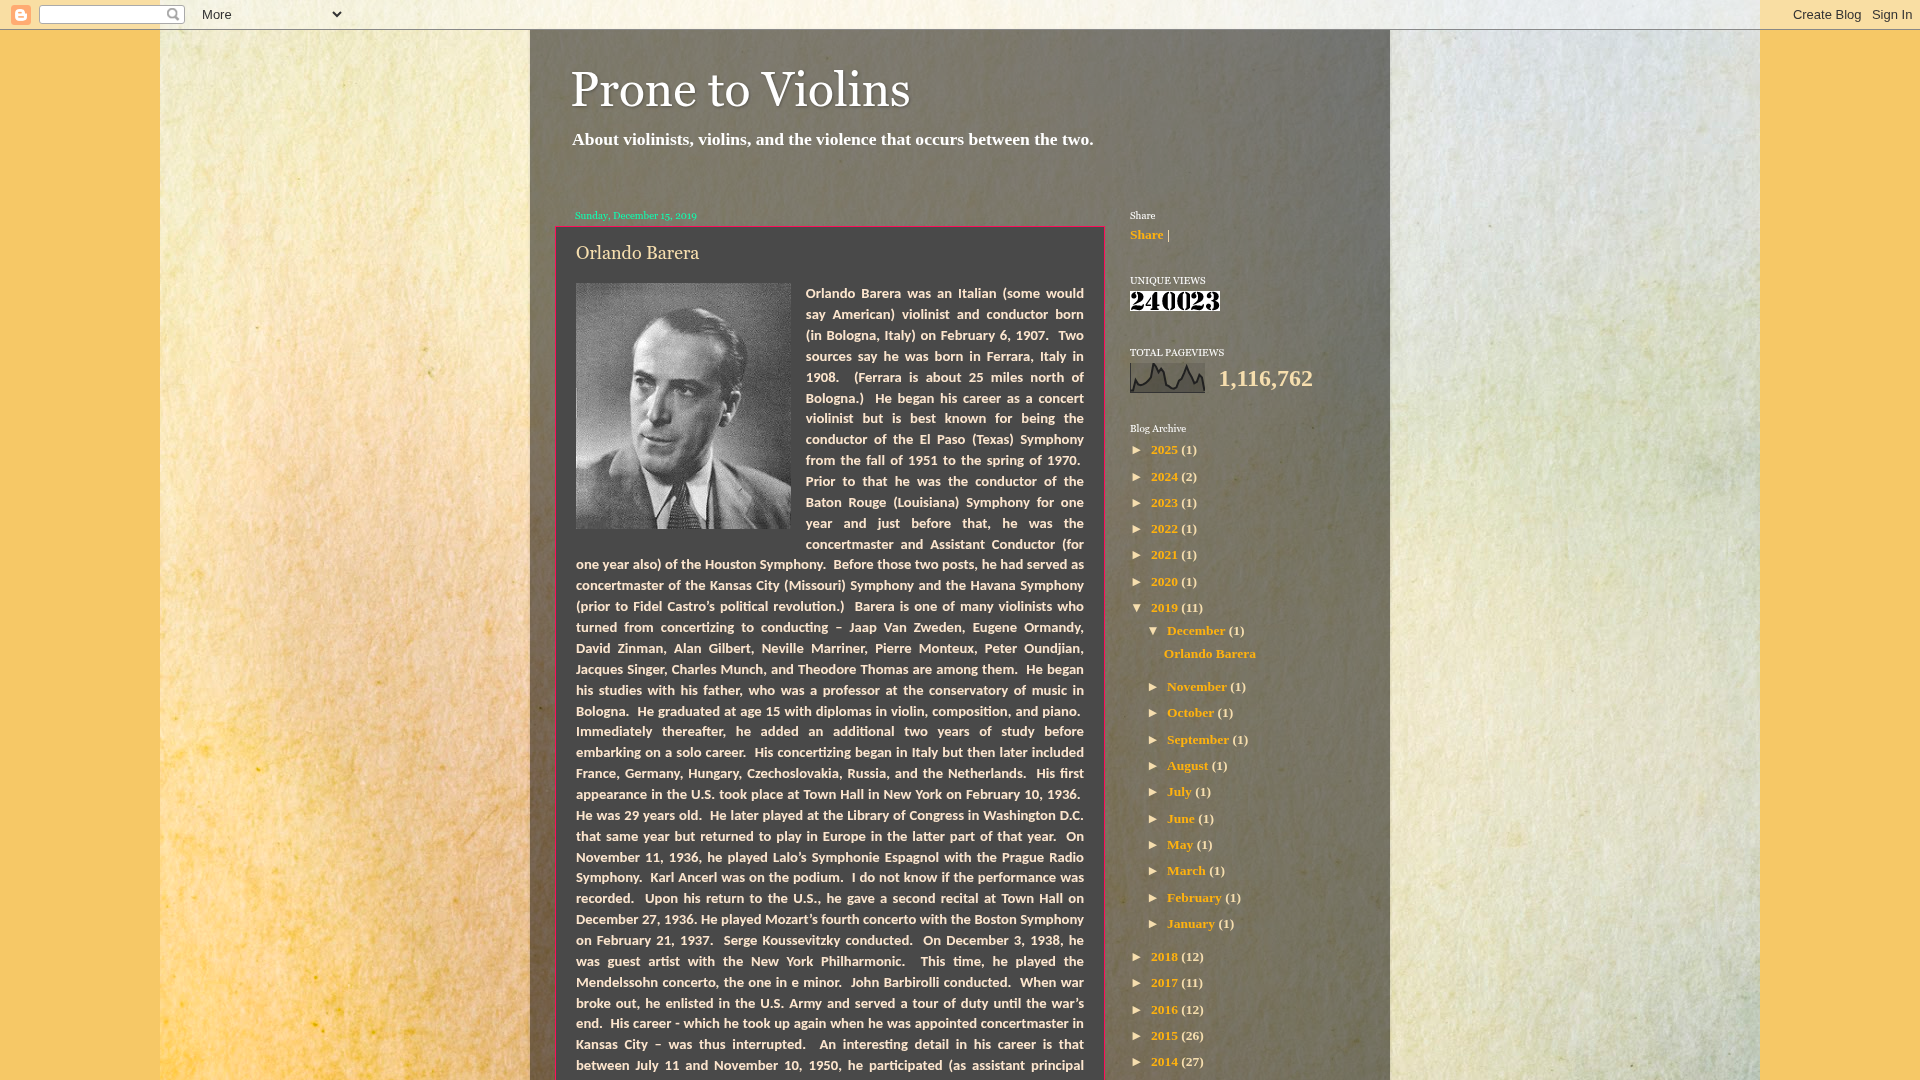 More
Create Blog Sign In
Prone to Violins
About violinists, violins, and the violence that occurs between the two.
Sunday, December 15, 2019
Orlando Barera
Orlando Barera was an Italian (some would
say American) violinist and conductor born
(in Bologna, Italy) on February 6, 1907.  Two
sources say he was born in Ferrara, Italy in
1908.  (Ferrara is about 25 miles north of
Bologna.)  He began his career as a concert
violinist but is best known for being the
conductor of the El Paso (Texas) Symphony
from the fall of 1951 to the spring of 1970.
Prior to that he was the conductor of the
Baton Rouge (Louisiana) Symphony for one
year and just before that, he was the
concertmaster and Assistant Conductor (for
one year also) of the Houston Symphony.  Before those two posts, he had served as
concertmaster of the Kansas City (Missouri) Symphony and the Havana Symphony
(prior to Fidel Castro’s political revolution.)  Barera is one of many violinists who
turned from concertizing to conducting – Jaap Van Zweden, Eugene Ormandy,
David Zinman, Alan Gilbert, Neville Marriner, Pierre Monteux, Peter Oundjian,
Jacques Singer, Charles Munch, and Theodore Thomas are among them.  He began
his studies with his father, who was a professor at the conservatory of music in
Bologna.  He graduated at age 15 with diplomas in violin, composition, and piano.
Immediately thereafter, he added an additional two years of study before
embarking on a solo career.  His concertizing began in Italy but then later included
France, Germany, Hungary, Czechoslovakia, Russia, and the Netherlands.  His first
appearance in the U.S. took place at Town Hall in New York on February 10, 1936.
He was 29 years old.  He later played at the Library of Congress in Washington D.C.
that same year but returned to play in Europe in the latter part of that year.  On
November 11, 1936, he played Lalo’s Symphonie Espagnol with the Prague Radio
Symphony.  Karl Ancerl was on the podium.  I do not know if the performance was
recorded.  Upon his return to the U.S., he gave a second recital at Town Hall on
December 27, 1936. He played Mozart’s fourth concerto with the Boston Symphony
on February 21, 1937.  Serge Koussevitzky conducted.  On December 3, 1938, he
was guest artist with the New York Philharmonic.  This time, he played the
Mendelssohn concerto, the one in e minor.  John Barbirolli conducted.  When war
broke out, he enlisted in the U.S. Army and served a tour of duty until the war’s
end.  His career - which he took up again when he was appointed concertmaster in
Kansas City – was thus interrupted.  An interesting detail in his career is that
between July 11 and November 10, 1950, he participated (as assistant principal
Share
Share |
UNIQUE VIEWS
240023
TOTAL PAGEVIEWS
1,116,762
Blog Archive
► 2025 (1)
► 2024 (2)
► 2023 (1)
► 2022 (1)
► 2021 (1)
► 2020 (1)
▼ 2019 (11)
▼ December (1)
Orlando Barera
► November (1)
► October (1)
► September (1)
► August (1)
► July (1)
► June (1)
► May (1)
► March (1)
► February (1)
► January (1)
► 2018 (12)
► 2017 (11)
► 2016 (12)
► 2015 (26)
► 2014 (27)